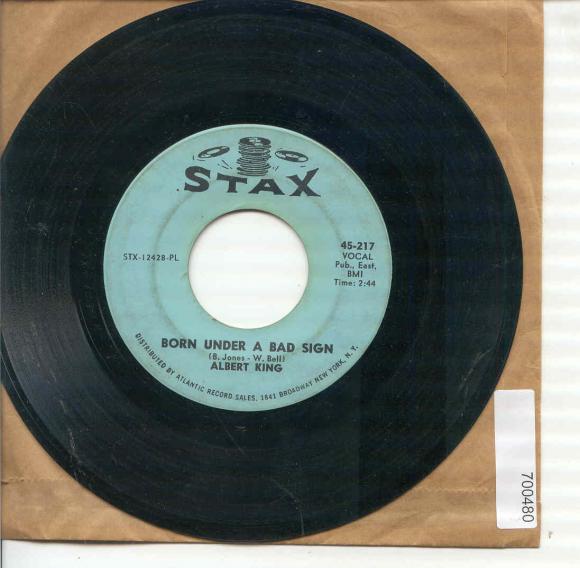 STAX
STX-12428-PL
45-217
VOCAL
Pub., East,
BMI
Time: 2:44
BORN UNDER A BAD SIGN
(B. Jones - W. Bell)
ALBERT KING
DISTRIBUTED BY ATLANTIC RECORD SALES, 1841 BROADWAY NEW YORK, N. Y.
700480